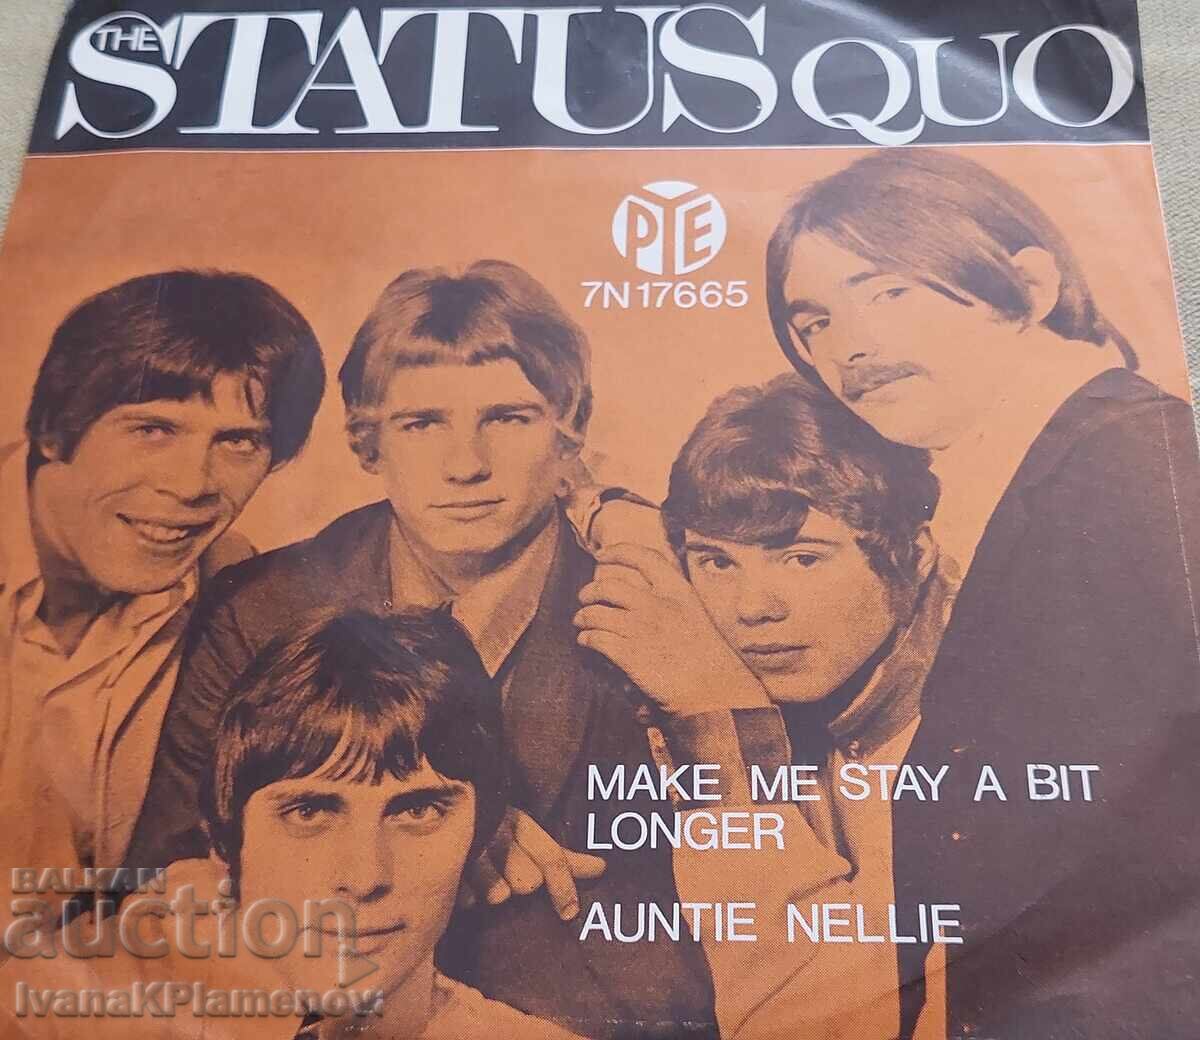 THE STATUS QUO
PYE
7N 17665
MAKE ME STAY A BIT
LONGER
AUNTIE NELLIE
BALKAN
auction
IvanaKPlamenov